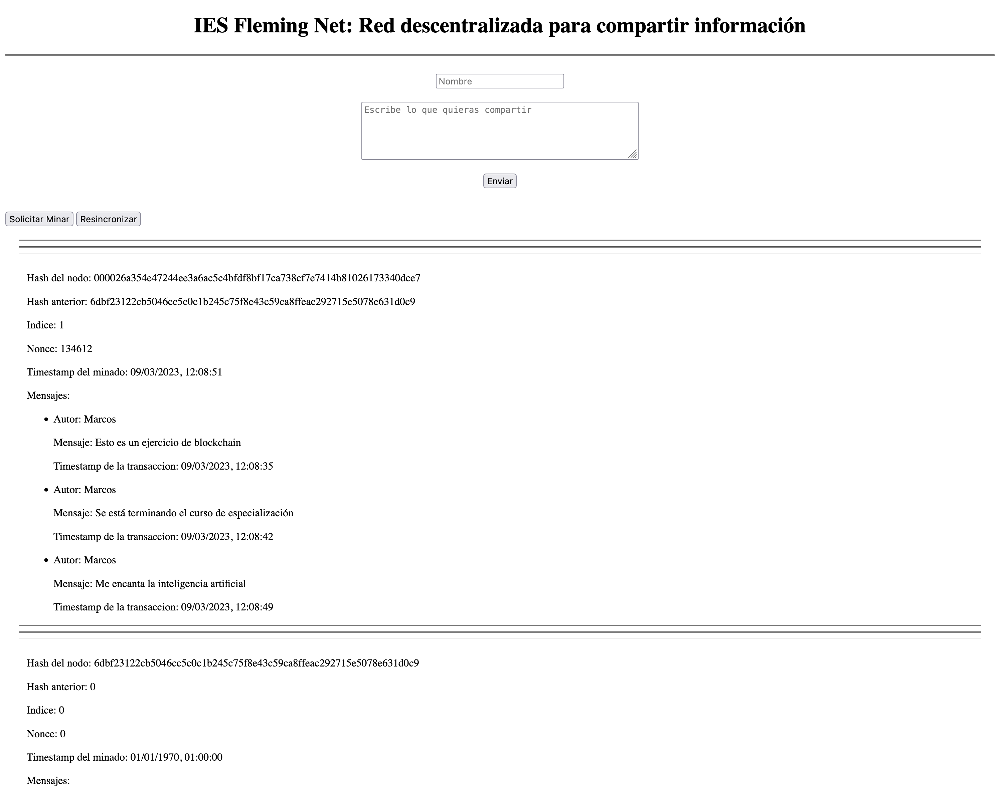 IES Fleming Net: Red descentralizada para compartir información
Nombre
Escribe lo que quieras compartir
Enviar
Solicitar Minar Resincronizar
Hash del nodo: 000026a354e47244ee3a6ac5c4bfdf8bf17ca738cf7e7414b81026173340dce7
Hash anterior: 6dbf23122cb5046cc5c0c1b245c75f8e43c59ca8ffeac292715e5078e631d0c9
Indice: 1
Nonce: 134612
Timestamp del minado: 09/03/2023, 12:08:51
Mensajes:
• Autor: Marcos
Mensaje: Esto es un ejercicio de blockchain
Timestamp de la transaccion: 09/03/2023, 12:08:35
• Autor: Marcos
Mensaje: Se está terminando el curso de especialización
Timestamp de la transaccion: 09/03/2023, 12:08:42
• Autor: Marcos
Mensaje: Me encanta la inteligencia artificial
Timestamp de la transaccion: 09/03/2023, 12:08:49
Hash del nodo: 6dbf23122cb5046cc5c0c1b245c75f8e43c59ca8ffeac292715e5078e631d0c9
Hash anterior: 0
Indice: 0
Nonce: 0
Timestamp del minado: 01/01/1970, 01:00:00
Mensajes: